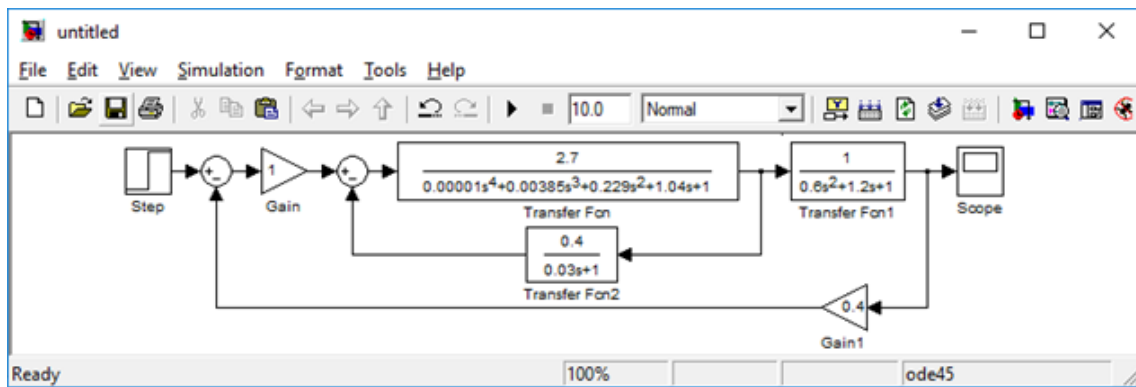 untitled
File Edit View Simulation Format Tools Help
10.0 Normal
Step
1
Gain
2.7
0.00001s⁴+0.00385s³+0.229s²+1.04s+1
Transfer Fcn
1
0.6s²+1.2s+1
Transfer Fcn1
Scope
0.4
0.03s+1
Transfer Fcn2
0.4
Gain1
Ready 100% ode45